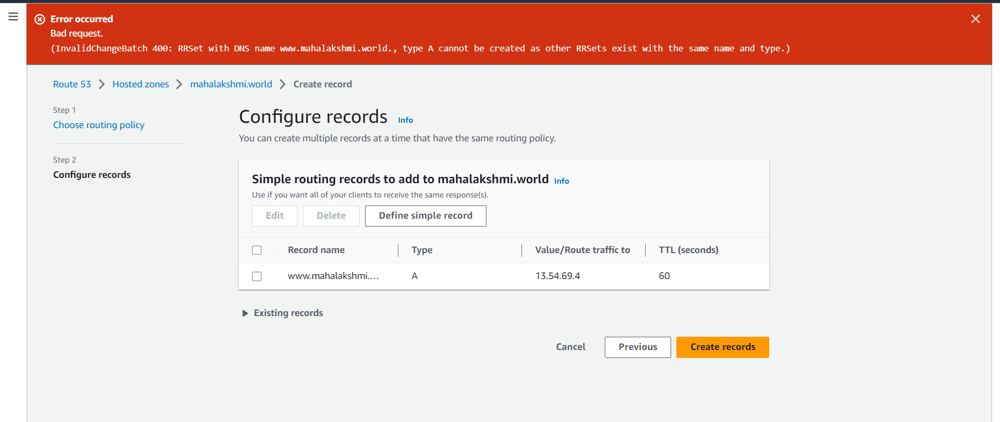 Error occurred
Bad request.
(InvalidChangeBatch 400: RRSet with DNS name www.mahalakshmi.world., type A cannot be created as other RRSets exist with the same name and type.)
Route 53 > Hosted zones > mahalakshmi.world > Create record
Step 1
Choose routing policy
Step 2
Configure records
Configure records Info
You can create multiple records at a time that have the same routing policy.
Simple routing records to add to mahalakshmi.world Info
Use if you want all of your clients to receive the same response(s).
Edit Delete Define simple record
Record name Type Value/Route traffic to TTL (seconds)
www.mahalakshmi.... A 13.54.69.4 60
Existing records
Cancel Previous Create records